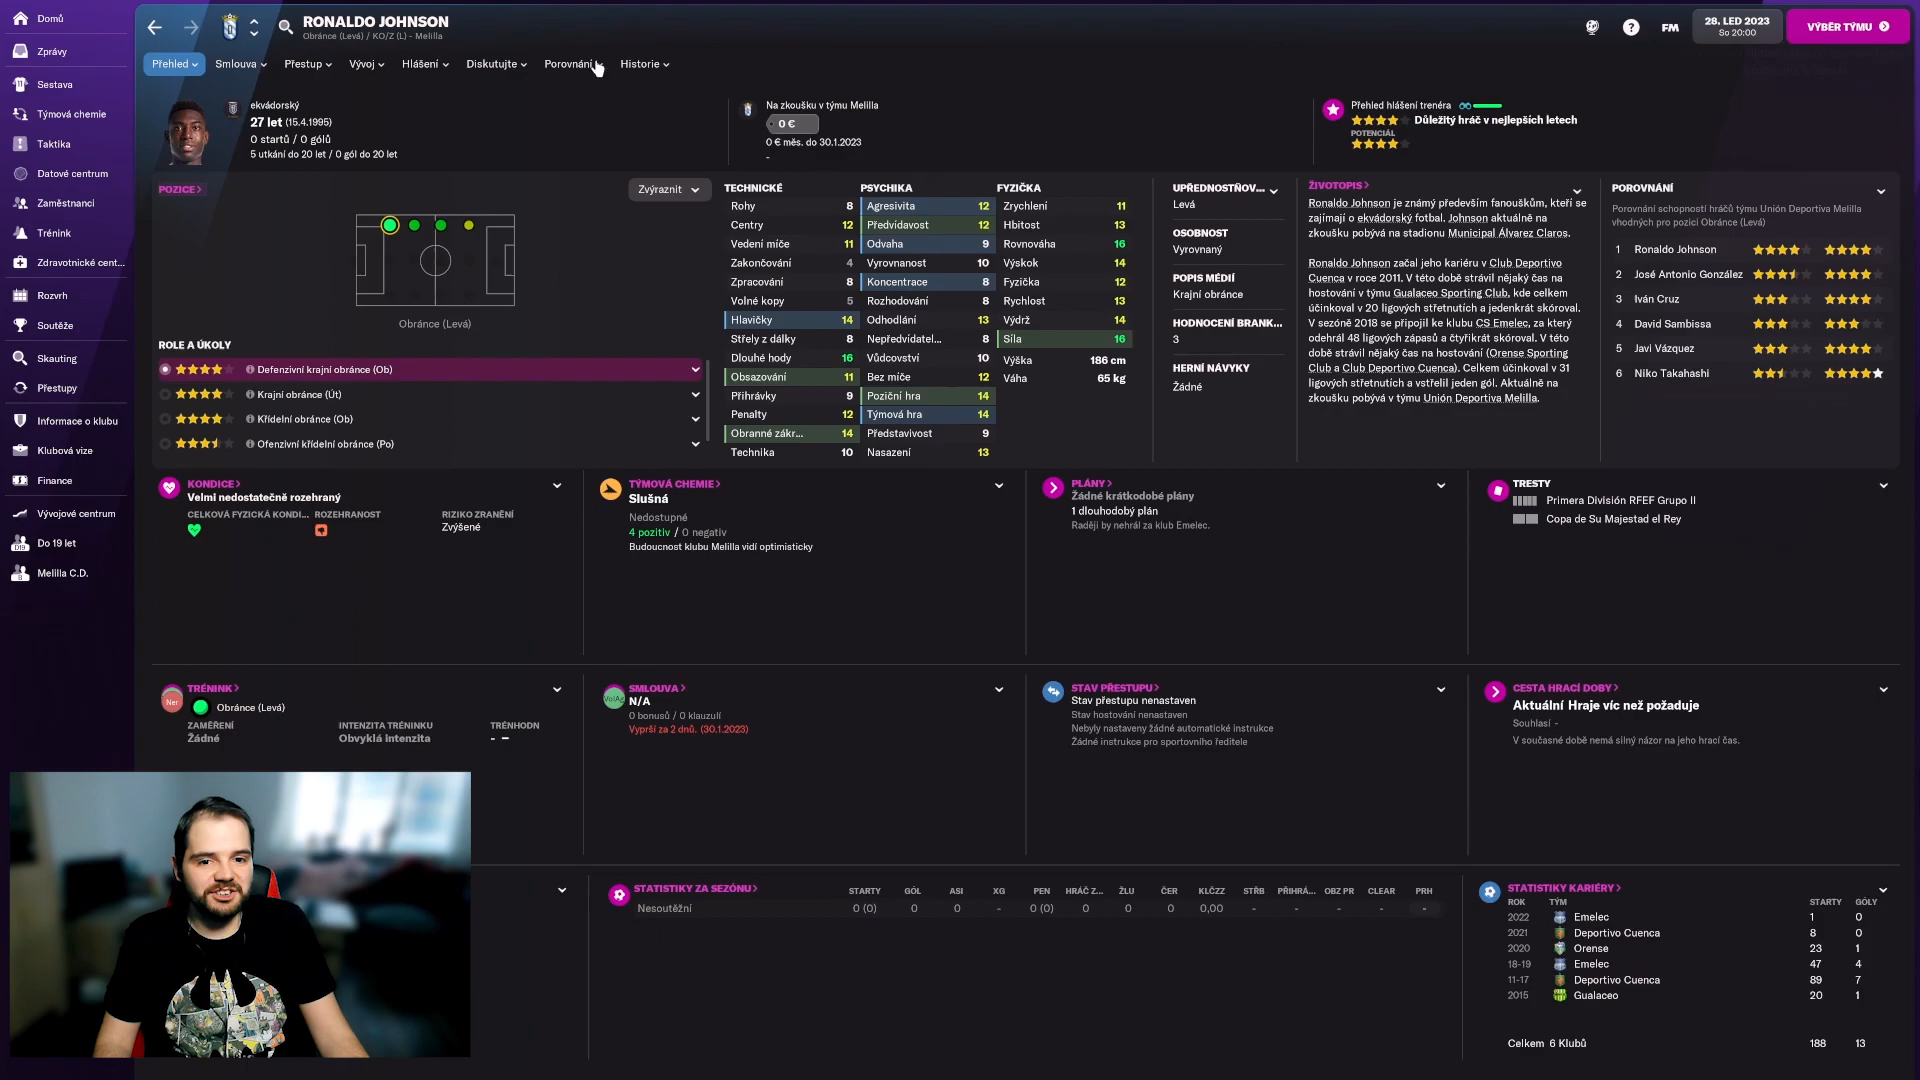 Domů
Zprávy
Sestava
Týmová chemie
Taktika
Datové centrum
Zaměstnanci
Trénink
Zdravotnické cent...
Rozvrh
Soutěže
Skauting
Přestupy
Informace o klubu
Klubová vize
Finance
Vývojové centrum
Do 19 let
Melilla C.D.
RONALDO JOHNSON
Obránce (Levá) / KO/Z (L) - Melilla
FM
28. LED 2023
So 20:00
VÝBĚR TÝMU
Přehled Smlouva Přestup Vývoj Hlášení Diskutujte Porovnání Historie
ekvádorský
27 let (15.4.1995)
0 startů / 0 gólů
5 utkání do 20 let / 0 gól do 20 let
Na zkoušku v týmu Melilla
0 €
0 € měs. do 30.1.2023
-
Přehled hlášení trenéra
Důležitý hráč v nejlepších letech
POTENCIÁL
POZICE
Zvýraznit
Obránce (Levá)
ROLE A ÚKOLY
Defenzivní krajní obránce (Ob)
Krajní obránce (Út)
Křídelní obránce (Ob)
Ofenzivní křídelní obránce (Po)
TECHNICKÉ
Rohy 8
Centry 12
Vedení míče 11
Zakončování 4
Zpracování 8
Volné kopy 5
Hlavičky 14
Střely z dálky 8
Dlouhé hody 16
Obsazování 11
Přihrávky 9
Penalty 12
Obranné zákr... 14
Technika 10
PSYCHIKA
Agresivita 12
Předvídavost 12
Odvaha 9
Vyrovnanost 10
Koncentrace 8
Rozhodování 8
Odhodlání 13
Nepředvídatel... 8
Vůdcovství 10
Bez míče 12
Poziční hra 14
Týmová hra 14
Představivost 9
Nasazení 13
FYZIČKA
Zrychlení 11
Hbitost 13
Rovnováha 16
Výskok 14
Fyzička 12
Rychlost 13
Výdrž 14
Síla 16
Výška 186 cm
Váha 65 kg
UPŘEDNOSTŇOV...
Levá
OSOBNOST
Vyrovnaný
POPIS MÉDIÍ
Krajní obránce
HODNOCENÍ BRANK...
3
HERNÍ NÁVYKY
Žádné
ŽIVOTOPIS
Ronaldo Johnson je známý především fanouškům, kteří se
zajímají o ekvádorský fotbal. Johnson aktuálně na
zkoušku pobývá na stadionu Municipal Álvarez Claros.
Ronaldo Johnson začal jeho kariéru v Club Deportivo
Cuenca v roce 2011. V této době strávil nějaký čas na
hostování v týmu Gualaceo Sporting Club, kde celkem
účinkoval v 20 ligových střetnutích a jedenkrát skóroval.
V sezóně 2018 se připojil ke klubu CS Emelec, za který
odehrál 48 ligových zápasů a čtyřikrát skóroval. V této
době strávil nějaký čas na hostování (Orense Sporting
Club a Club Deportivo Cuenca). Celkem účinkoval v 31
ligových střetnutích a vstřelil jeden gól. Aktuálně na
zkoušku pobývá v týmu Unión Deportiva Melilla.
POROVNÁNÍ
Porovnání schopností hráčů týmu Unión Deportiva Melilla
vhodných pro pozici Obránce (Levá)
1 Ronaldo Johnson
2 José Antonio González
3 Iván Cruz
4 David Sambissa
5 Javi Vázquez
6 Niko Takahashi
KONDICE
Velmi nedostatečně rozehraný
CELKOVÁ FYZICKÁ KONDI... ROZEHRANOST RIZIKO ZRANĚNÍ
Zvýšené
TÝMOVÁ CHEMIE
Slušná
Nedostupné
4 pozitiv / 0 negativ
Budoucnost klubu Melilla vidí optimisticky
PLÁNY
Žádné krátkodobé plány
1 dlouhodobý plán
Raději by nehrál za klub Emelec.
TRESTY
Primera División RFEF Grupo II
Copa de Su Majestad el Rey
TRÉNINK
Ner
Obránce (Levá)
ZAMĚŘENÍ INTENZITA TRÉNINKU TRÉNHODN
Žádné Obvyklá intenzita - –
SMLOUVA
N/A
0 bonusů / 0 klauzulí
Vyprší za 2 dnů. (30.1.2023)
STAV PŘESTUPU
Stav přestupu nenastaven
Stav hostování nenastaven
Nebyly nastaveny žádné automatické instrukce
Žádné instrukce pro sportovního ředitele
CESTA HRACÍ DOBY
Aktuální Hraje víc než požaduje
Souhlasí -
V současné době nemá silný názor na jeho hrací čas.
STATISTIKY ZA SEZÓNU
STARTY GÓL ASI XG PEN HRÁČ Z... ŽLU ČER KLČZZ STŘB PŘIHRÁ... OBZ PR CLEAR PRH
Nesoutěžní 0 (0) 0 0 - 0 (0) 0 0 0 0,00 - - - - -
STATISTIKY KARIÉRY
ROK TÝM STARTY GÓLY
2022 Emelec 1 0
2021 Deportivo Cuenca 8 0
2020 Orense 23 1
18-19 Emelec 47 4
11-17 Deportivo Cuenca 89 7
2015 Gualaceo 20 1
Celkem 6 Klubů 188 13